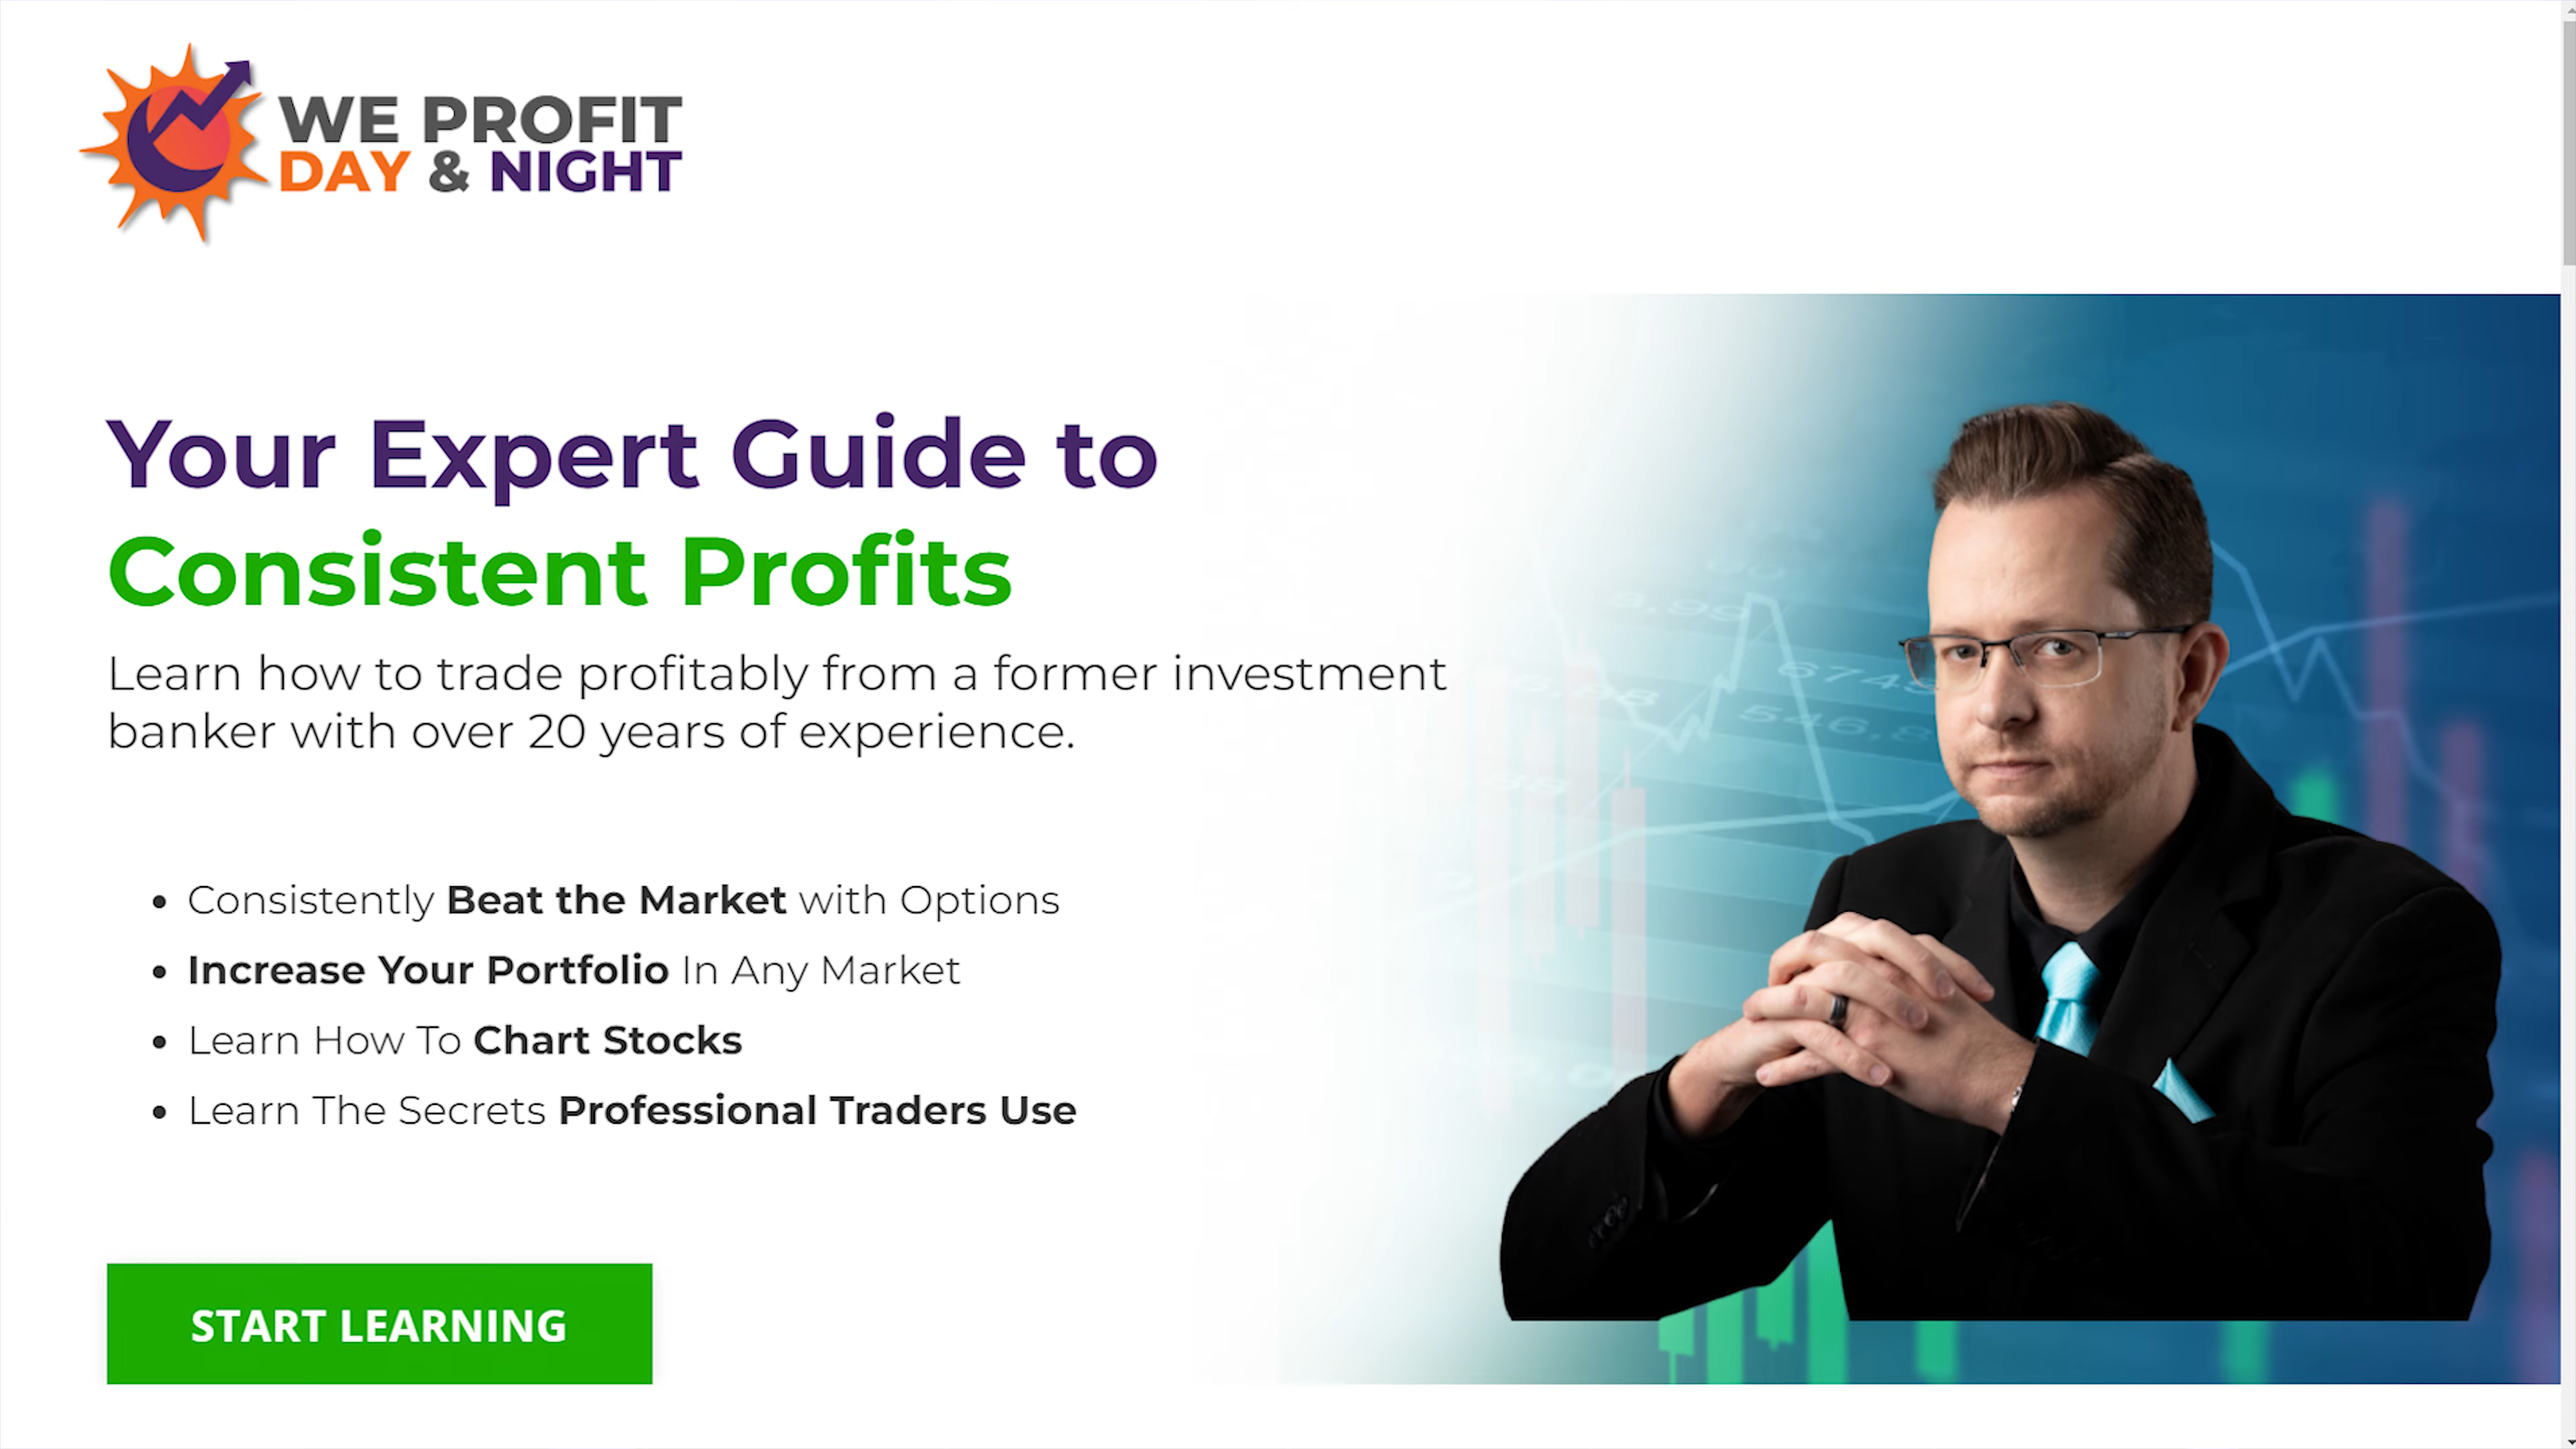 WE PROFIT
DAY & NIGHT
Your Expert Guide to
Consistent Profits
Learn how to trade profitably from a former investment
banker with over 20 years of experience.
• Consistently Beat the Market with Options
• Increase Your Portfolio In Any Market
• Learn How To Chart Stocks
• Learn The Secrets Professional Traders Use
START LEARNING